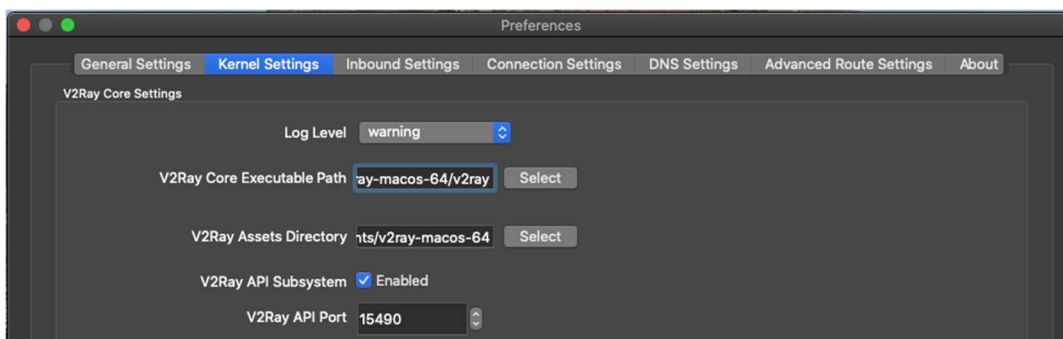 Preferences
General Settings Kernel Settings Inbound Settings Connection Settings DNS Settings Advanced Route Settings About
V2Ray Core Settings
Log Level warning
V2Ray Core Executable Path ray-macos-64/v2ray Select
V2Ray Assets Directory nts/v2ray-macos-64 Select
V2Ray API Subsystem Enabled
V2Ray API Port 15490